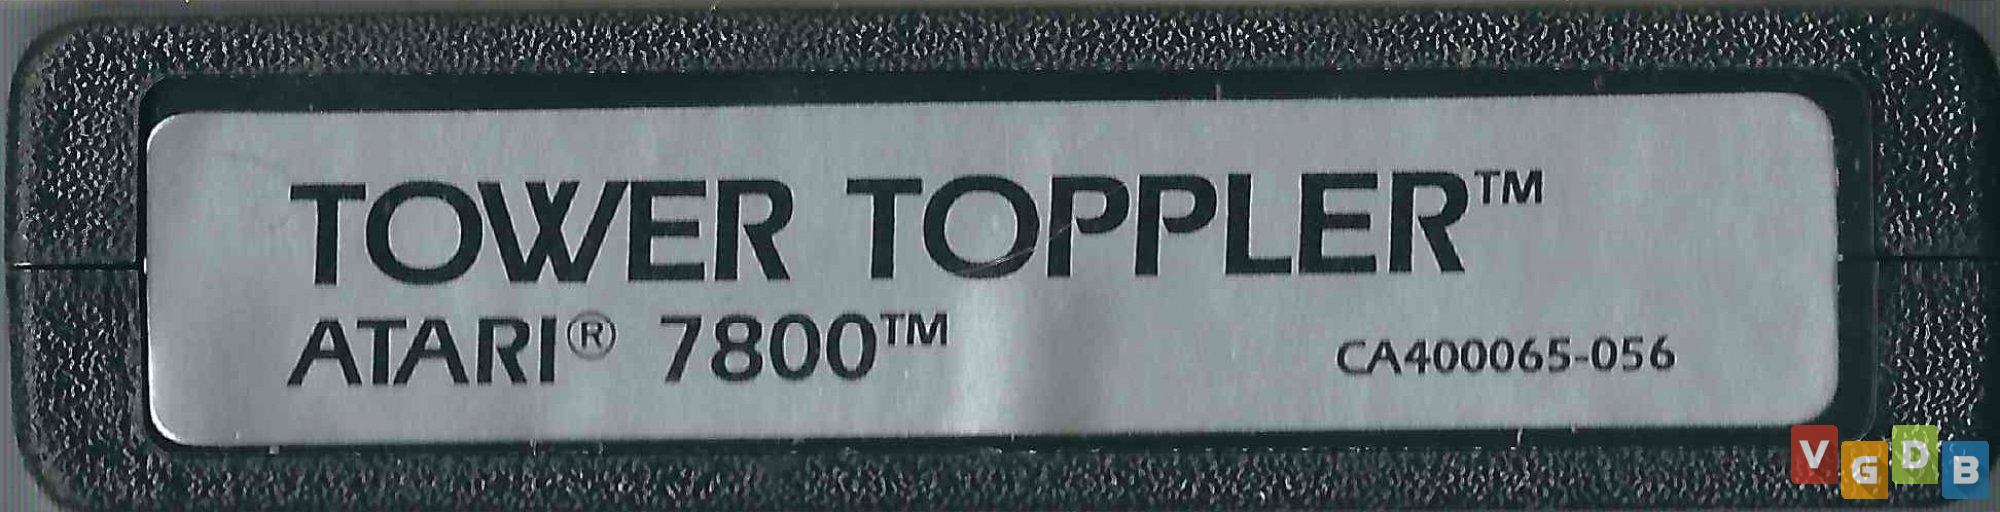 TOWER TOPPLER™
ATARI® 7800™
CA400065-056
VGDB